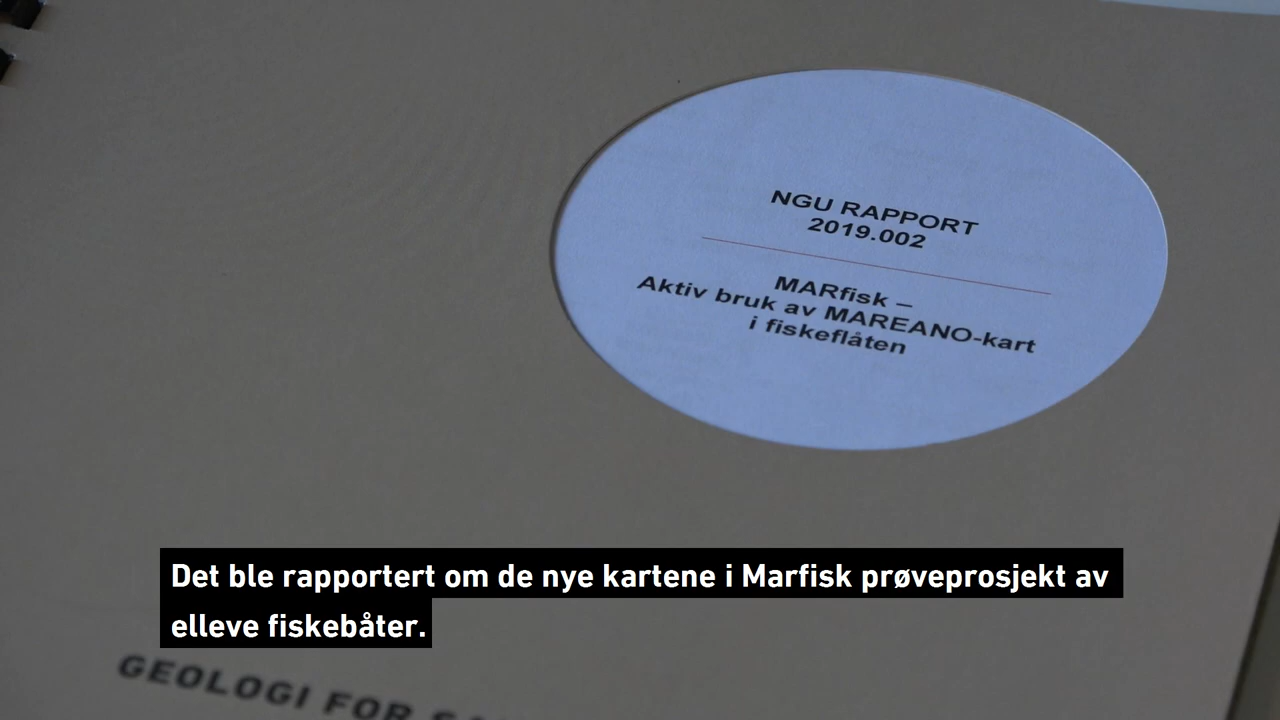 NGU RAPPORT
2019.002
MARfisk –
Aktiv bruk av MAREANO-kart
i fiskeflåten
Det ble rapportert om de nye kartene i Marfisk prøveprosjekt av
elleve fiskebåter.
GEOLOGI FOR